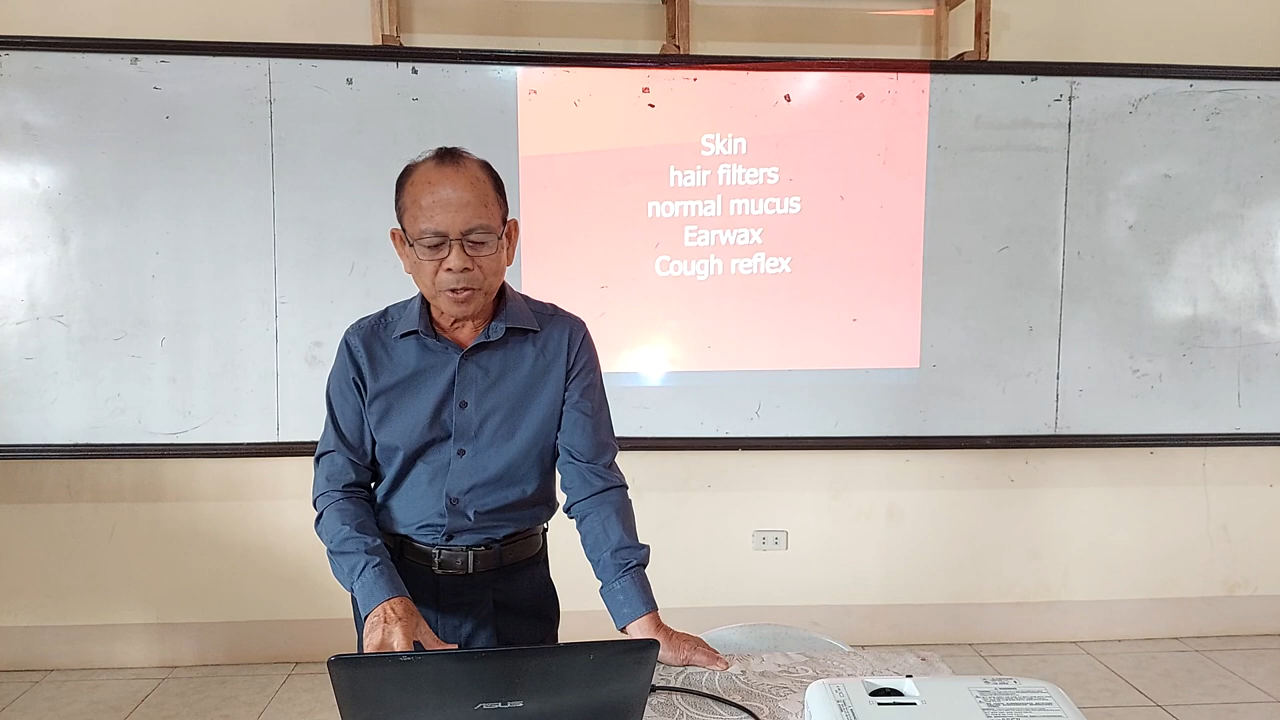 Skin
hair filters
normal mucus
Earwax
Cough reflex
ASUS